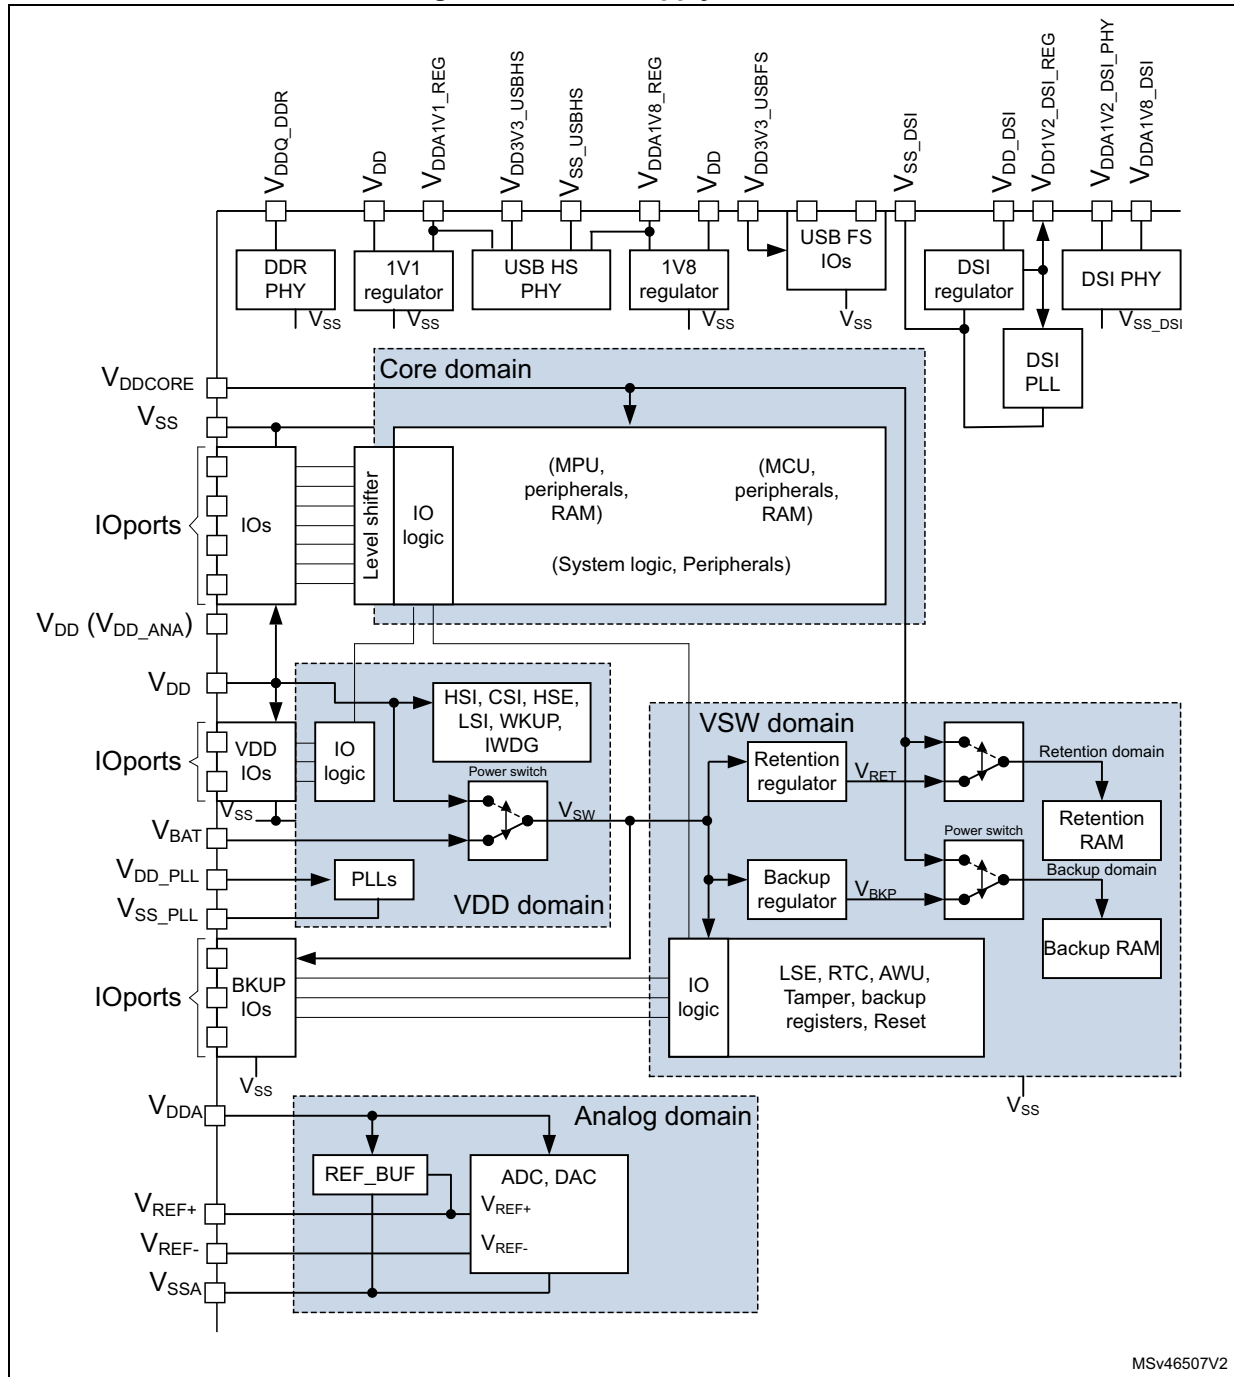 VDDQ_DDR
VDD
VDDA1V1_REG
VDD3V3_USBHS
VSS_USBHS
VDDA1V8_REG
VDD
VDD3V3_USBFS
VSS_DSI
VDD_DSI
VDD1V2_DSI_REG
VDDA1V2_DSI_PHY
VDDA1V8_DSI
DDR
PHY
VSS
1V1
regulator
VSS
USB HS
PHY
1V8
regulator
VSS
USB FS
IOs
VSS
DSI
regulator
DSI PHY
VSS_DSI
DSI
PLL
Core domain
VDDCORE
VSS
IOports
IOs
Level shifter
IO
logic
(MPU,
peripherals,
RAM)
(MCU,
peripherals,
RAM)
(System logic, Peripherals)
VDD (VDD_ANA)
VDD
IOports
VDD
IOs
VSS
IO
logic
HSI, CSI, HSE,
LSI, WKUP,
IWDG
Power switch
VSW
VBAT
VDD_PLL
PLLs
VSS_PLL
VDD domain
VSW domain
Retention
regulator
VRET
Retention domain
Retention
RAM
Power switch
Backup
regulator
VBKP
Backup domain
Backup RAM
IOports
BKUP
IOs
VSS
IO
logic
LSE, RTC, AWU,
Tamper, backup
registers, Reset
VSS
VDDA
Analog domain
REF_BUF
ADC, DAC
VREF+
VREF+
VREF-
VREF-
VSSA
MSv46507V2